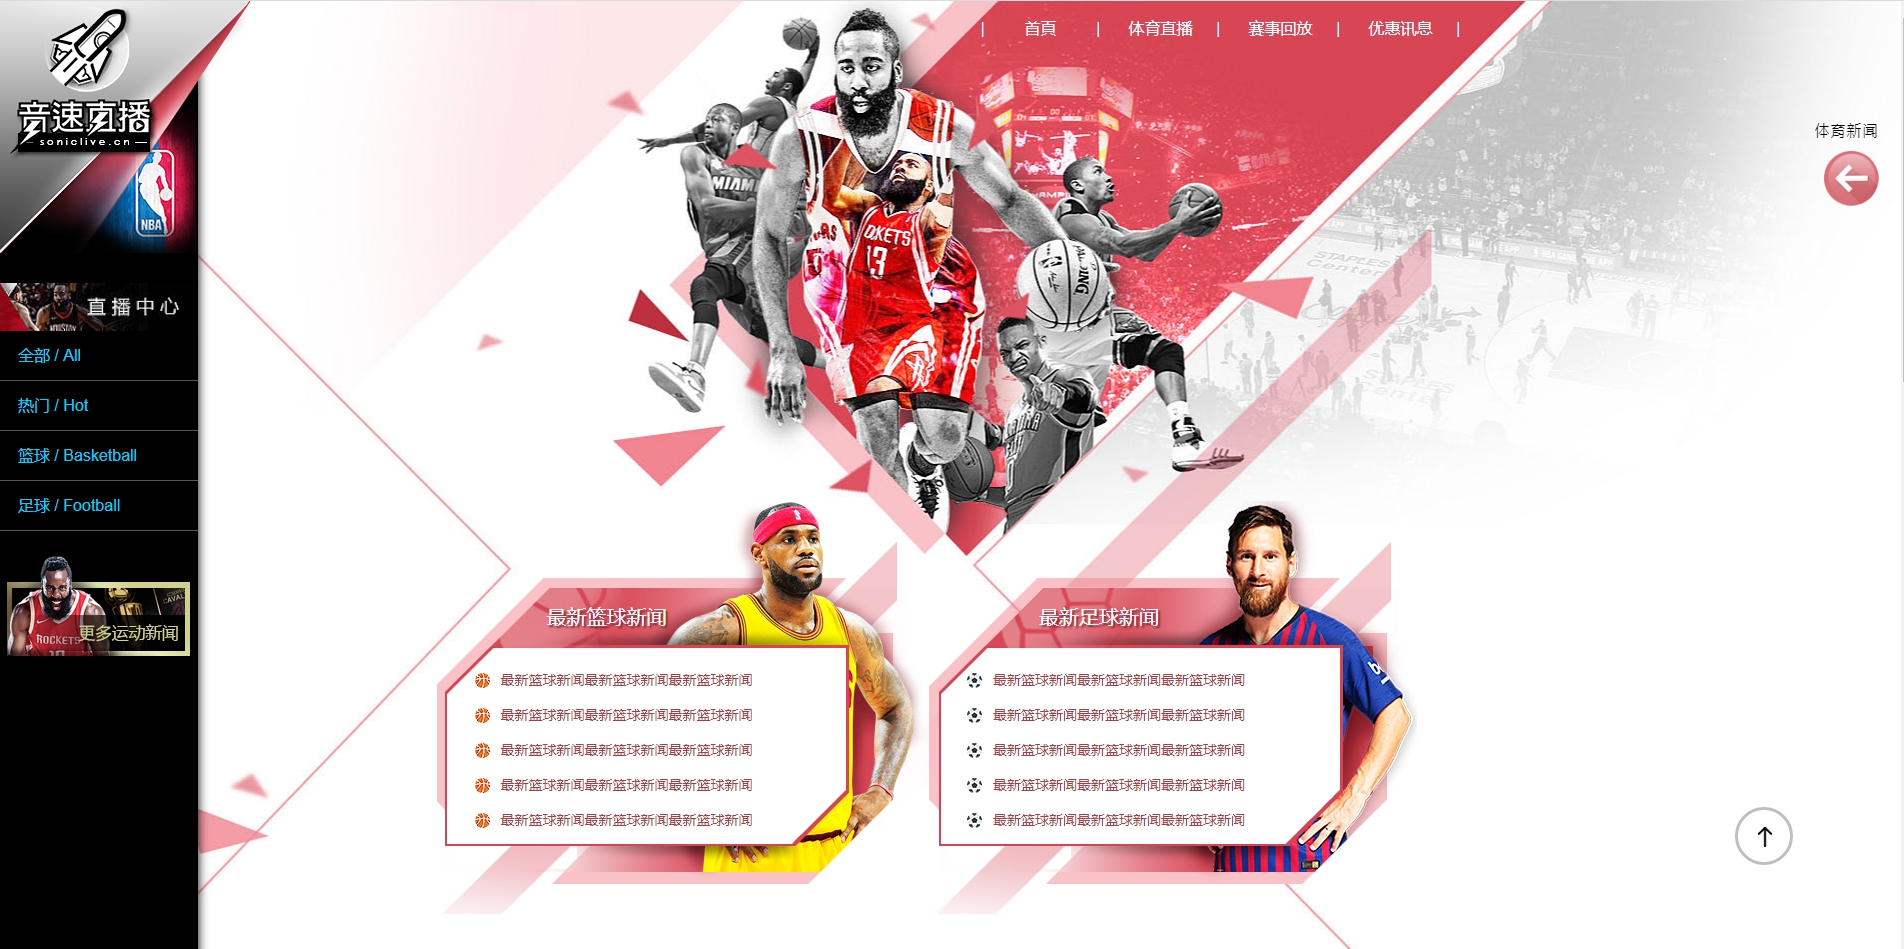 首頁
体育直播
赛事回放
优惠讯息
音速直播
soniclive.cn
NBA
体育新闻
直播中心
全部 / All
热门 / Hot
篮球 / Basketball
足球 / Football
ROCKETS
更多运动新闻
MIAMI
13
STAPLES
Center
最新篮球新闻
最新篮球新闻最新篮球新闻最新篮球新闻
最新篮球新闻最新篮球新闻最新篮球新闻
最新篮球新闻最新篮球新闻最新篮球新闻
最新篮球新闻最新篮球新闻最新篮球新闻
最新篮球新闻最新篮球新闻最新篮球新闻
最新足球新闻
最新篮球新闻最新篮球新闻最新篮球新闻
最新篮球新闻最新篮球新闻最新篮球新闻
最新篮球新闻最新篮球新闻最新篮球新闻
最新篮球新闻最新篮球新闻最新篮球新闻
最新篮球新闻最新篮球新闻最新篮球新闻